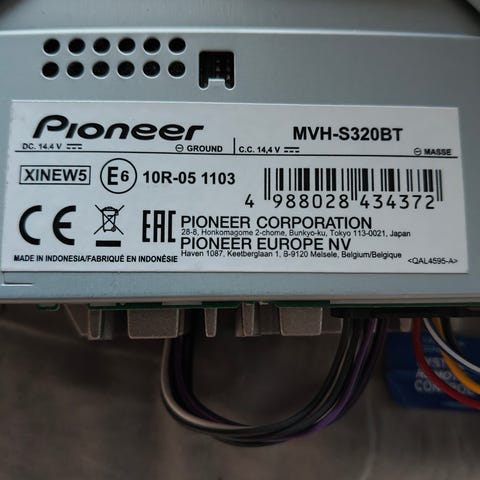 Pioneer
MVH-S320BT
DC. 14.4 V ⎓ ⊖ GROUND
C.C. 14,4 V ⎓ ⊖ MASSE
XINEW5
E6 10R-05 1103
4 988028 434372
CE
EAC
PIONEER CORPORATION
28-8, Honkomagome 2-chome, Bunkyo-ku, Tokyo 113-0021, Japan
PIONEER EUROPE NV
Haven 1087, Keetberglaan 1, B-9120 Melsele, Belgium/Belgique
MADE IN INDONESIA/FABRIQUÉ EN INDONÉSIE
<QAL4595-A>